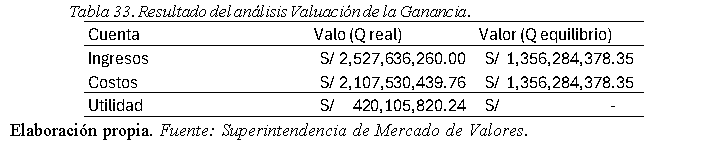 Tabla 33. Resultado del análisis Valuación de la Ganancia.
Cuenta Valo (Q real) Valor (Q equilibrio)
Ingresos S/ 2,527,636,260.00 S/ 1,356,284,378.35
Costos S/ 2,107,530,439.76 S/ 1,356,284,378.35
Utilidad S/ 420,105,820.24 S/ -
Elaboración propia. Fuente: Superintendencia de Mercado de Valores.